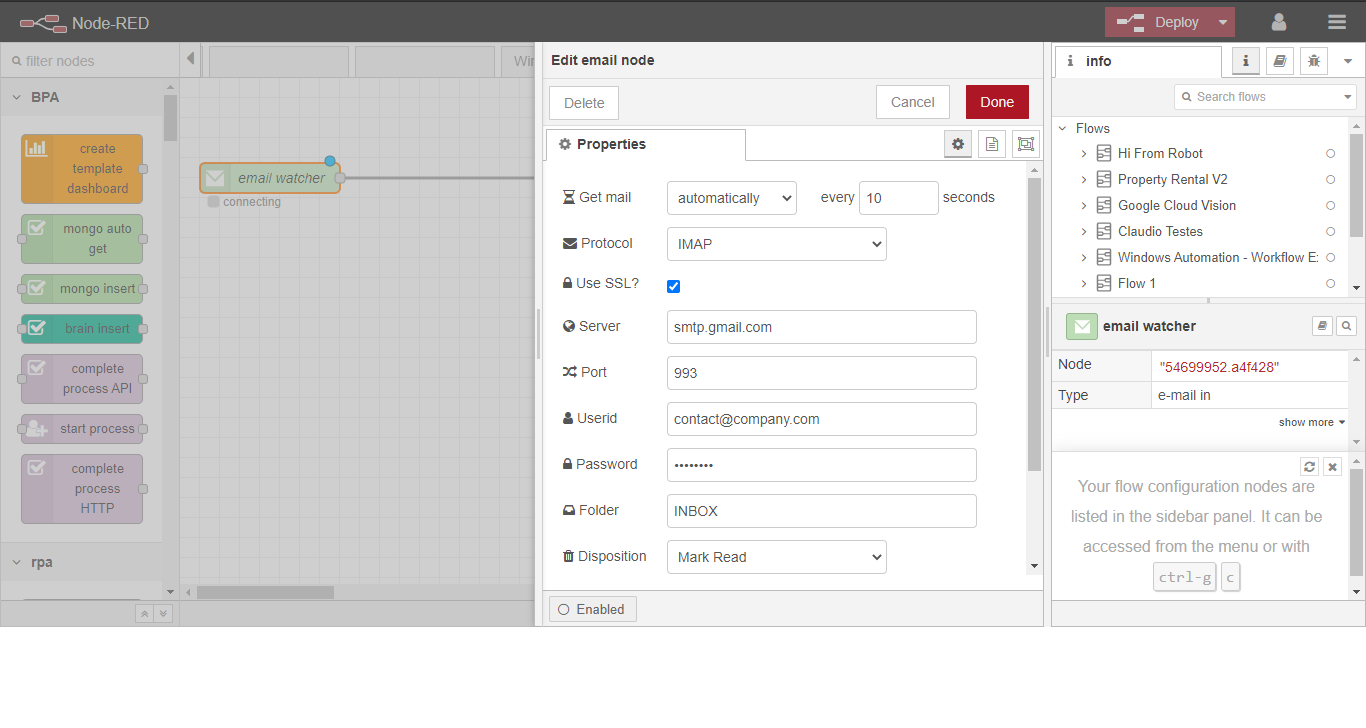 Node-RED
Deploy
filter nodes
BPA
create
template
dashboard
mongo auto
get
mongo insert
brain insert
complete
process API
start process
complete
process
HTTP
rpa
email watcher
connecting
Edit email node
Delete
Cancel
Done
Properties
Get mail
automatically
every
10
seconds
Protocol
IMAP
Use SSL?
Server
smtp.gmail.com
Port
993
Userid
contact@company.com
Password
••••••••
Folder
INBOX
Disposition
Mark Read
Enabled
i
info
i
Search flows
Flows
Hi From Robot
Property Rental V2
Google Cloud Vision
Claudio Testes
Windows Automation - Workflow E
Flow 1
email watcher
Node
"54699952.a4f428"
Type
e-mail in
show more
Your flow configuration nodes are
listed in the sidebar panel. It can be
accessed from the menu or with
ctrl-g c